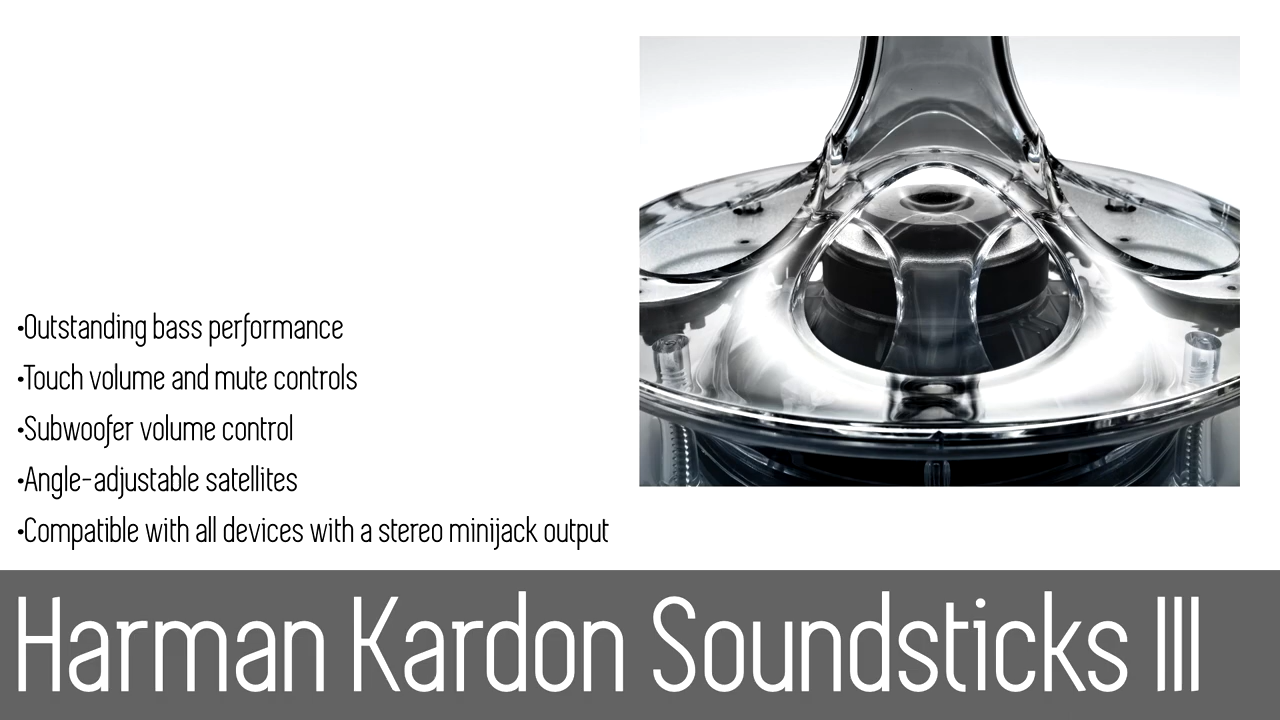 •Outstanding bass performance
•Touch volume and mute controls
•Subwoofer volume control
•Angle-adjustable satellites
•Compatible with all devices with a stereo minijack output
Harman Kardon Soundsticks III